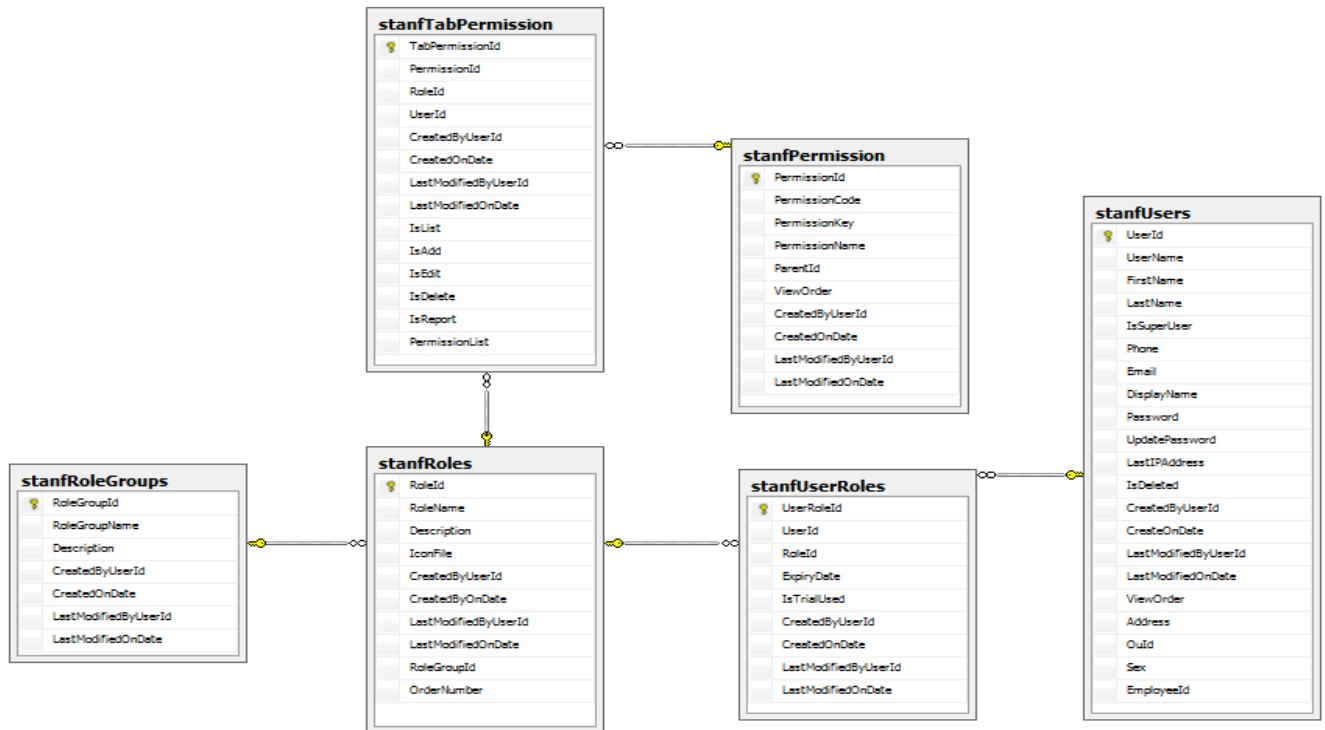 stanfTabPermission
TabPermissionId
PermissionId
RoleId
UserId
CreatedByUserId
CreatedOnDate
LastModifiedByUserId
LastModifiedOnDate
IsList
IsAdd
IsEdit
IsDelete
IsReport
PermissionList
stanfPermission
PermissionId
PermissionCode
PermissionKey
PermissionName
ParentId
ViewOrder
CreatedByUserId
CreatedOnDate
LastModifiedByUserId
LastModifiedOnDate
stanfUsers
UserId
UserName
FirstName
LastName
IsSuperUser
Phone
Email
DisplayName
Password
UpdatePassword
LastIPAddress
IsDeleted
CreatedByUserId
CreateOnDate
LastModifiedByUserId
LastModifiedOnDate
ViewOrder
Address
OuId
Sex
EmployeeId
stanfRoleGroups
RoleGroupId
RoleGroupName
Description
CreatedByUserId
CreatedOnDate
LastModifiedByUserId
LastModifiedOnDate
stanfRoles
RoleId
RoleName
Description
IconFile
CreatedByUserId
CreatedByOnDate
LastModifiedByUserId
LastModifiedOnDate
RoleGroupId
OrderNumber
stanfUserRoles
UserRoleId
UserId
RoleId
ExpiryDate
IsTrialUsed
CreatedByUserId
CreatedOnDate
LastModifiedByUserId
LastModifiedOnDate